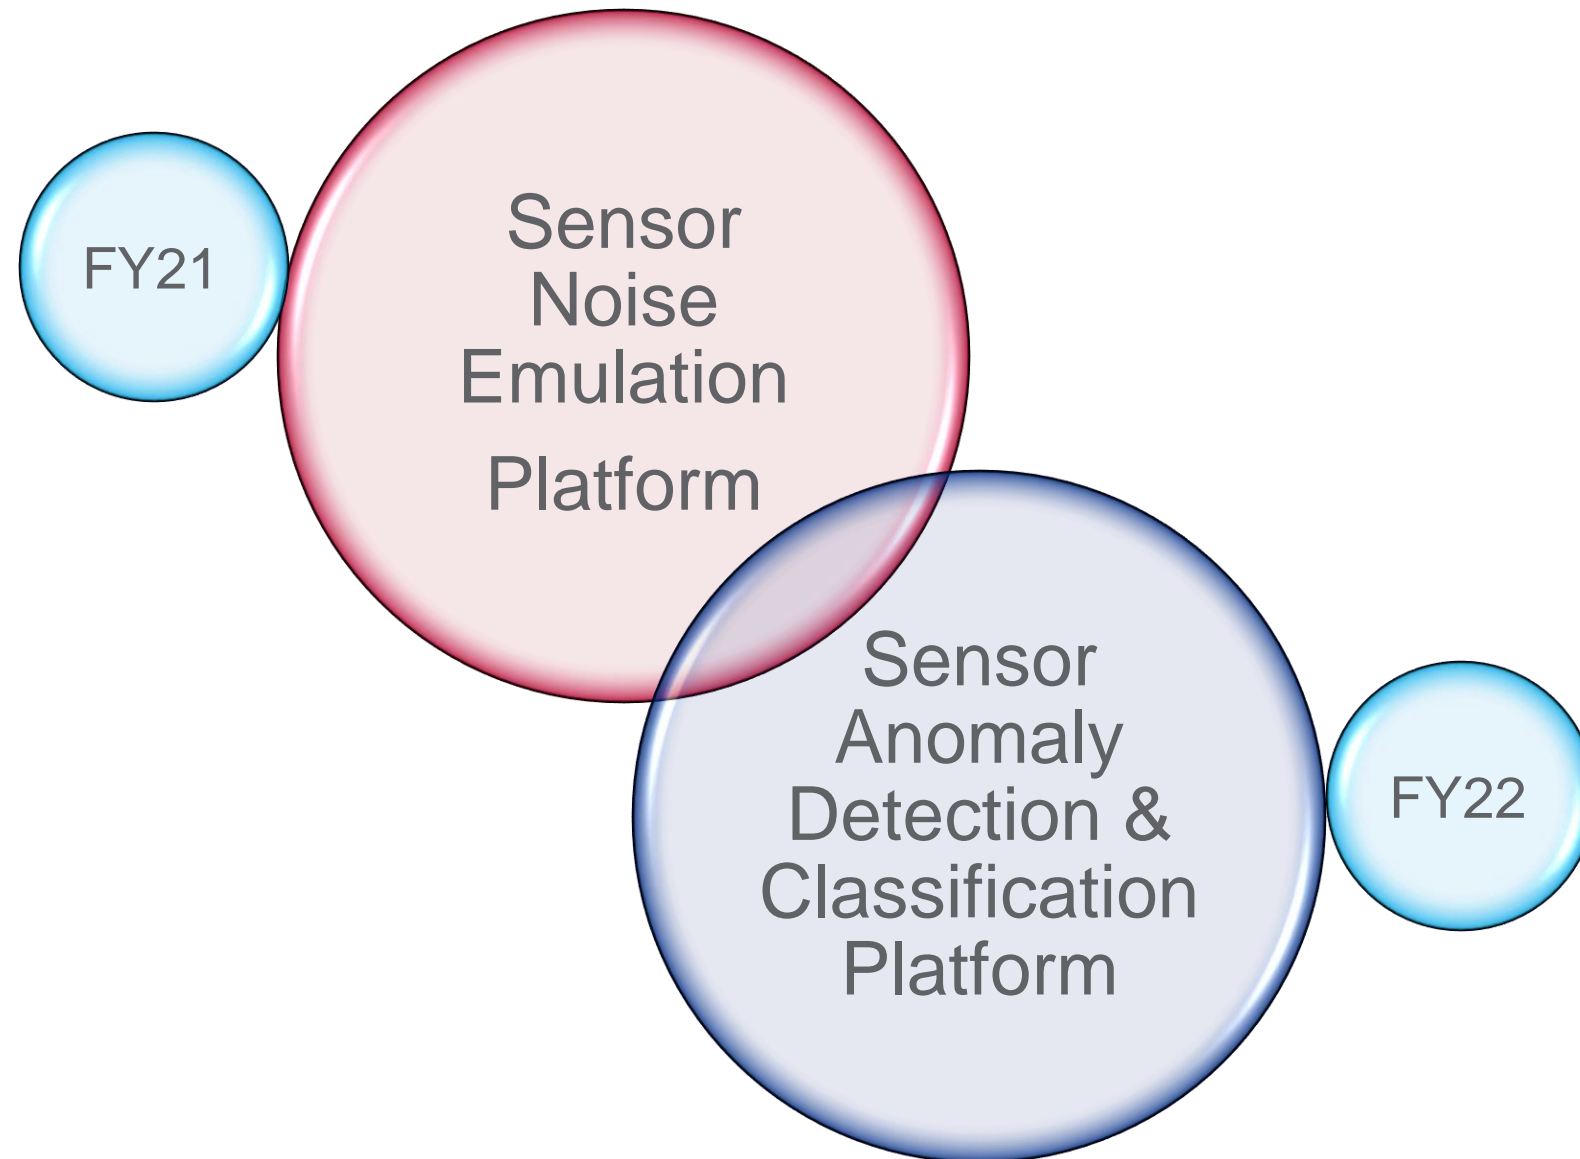 FY21
Sensor
Noise
Emulation
Platform
Sensor
Anomaly
Detection &
Classification
Platform
FY22